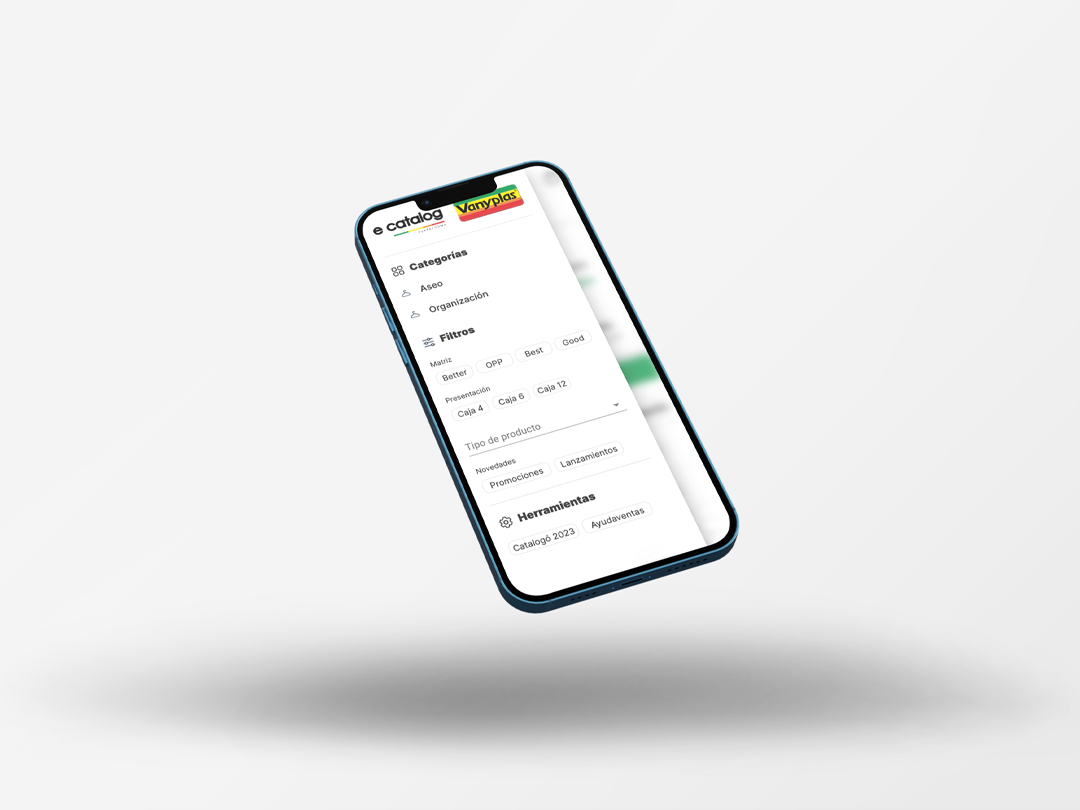 e catalog
Vanyplas
Categorías
Aseo
Organización
Filtros
Matriz
Better OPP Best Good
Presentación
Caja 4 Caja 6 Caja 12
Tipo de producto
Novedades
Promociones Lanzamientos
Herramientas
Catalogó 2023 Ayudaventas